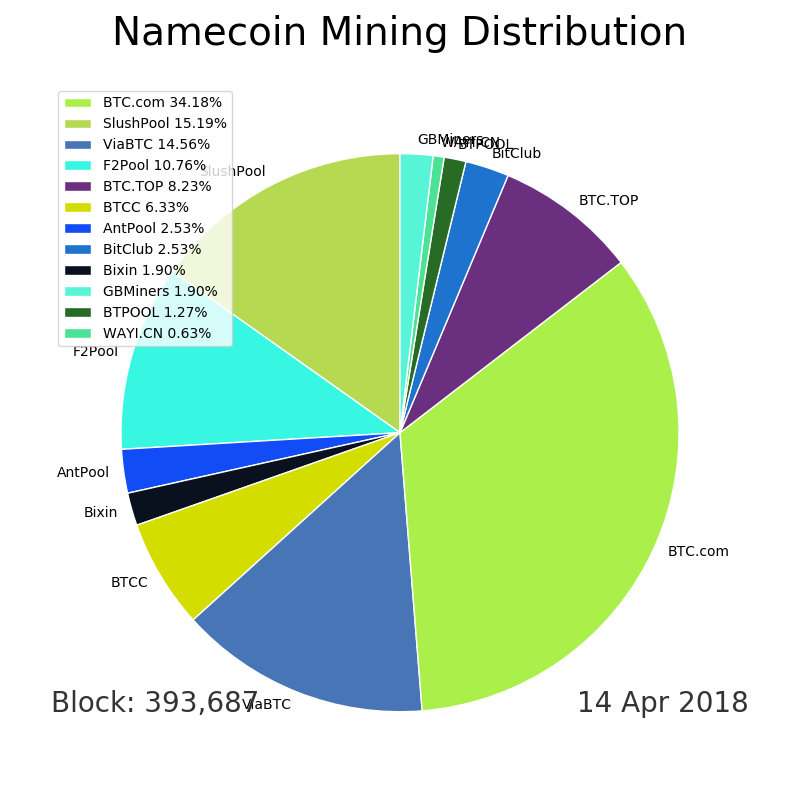 Namecoin Mining Distribution
BTC.com 34.18%
SlushPool 15.19%
ViaBTC 14.56%
F2Pool 10.76%
BTC.TOP 8.23%
BTCC 6.33%
AntPool 2.53%
BitClub 2.53%
Bixin 1.90%
GBMiners 1.90%
BTPOOL 1.27%
WAYI.CN 0.63%
GBMiners
WAYI.CN
BTPOOL
BitClub
SlushPool
BTC.TOP
F2Pool
AntPool
Bixin
BTC.com
BTCC
ViaBTC
Block: 393,687
14 Apr 2018